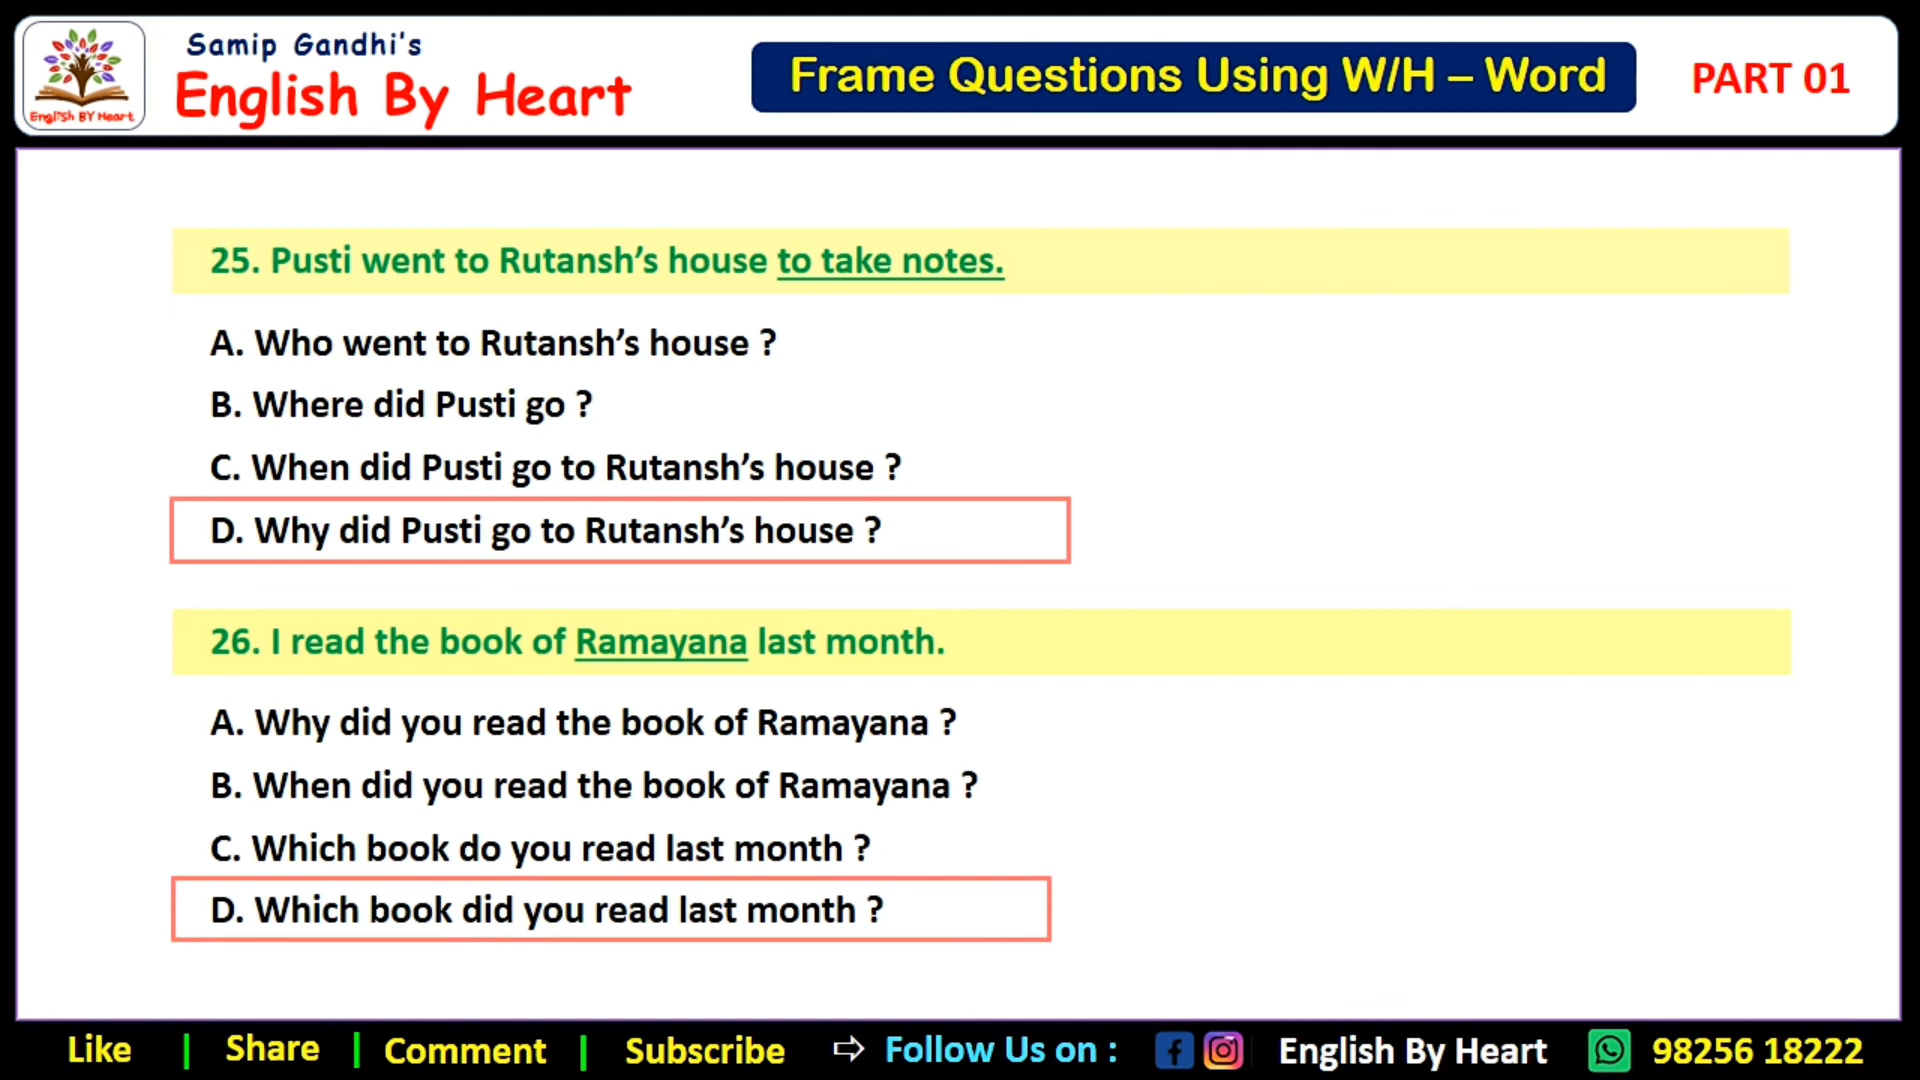 Samip Gandhi's
English By Heart
English BY Heart
Frame Questions Using W/H – Word
PART 01
25. Pusti went to Rutansh's house to take notes.
A. Who went to Rutansh's house ?
B. Where did Pusti go ?
C. When did Pusti go to Rutansh's house ?
D. Why did Pusti go to Rutansh's house ?
26. I read the book of Ramayana last month.
A. Why did you read the book of Ramayana ?
B. When did you read the book of Ramayana ?
C. Which book do you read last month ?
D. Which book did you read last month ?
Like | Share | Comment | Subscribe ⇨ Follow Us on : English By Heart 98256 18222